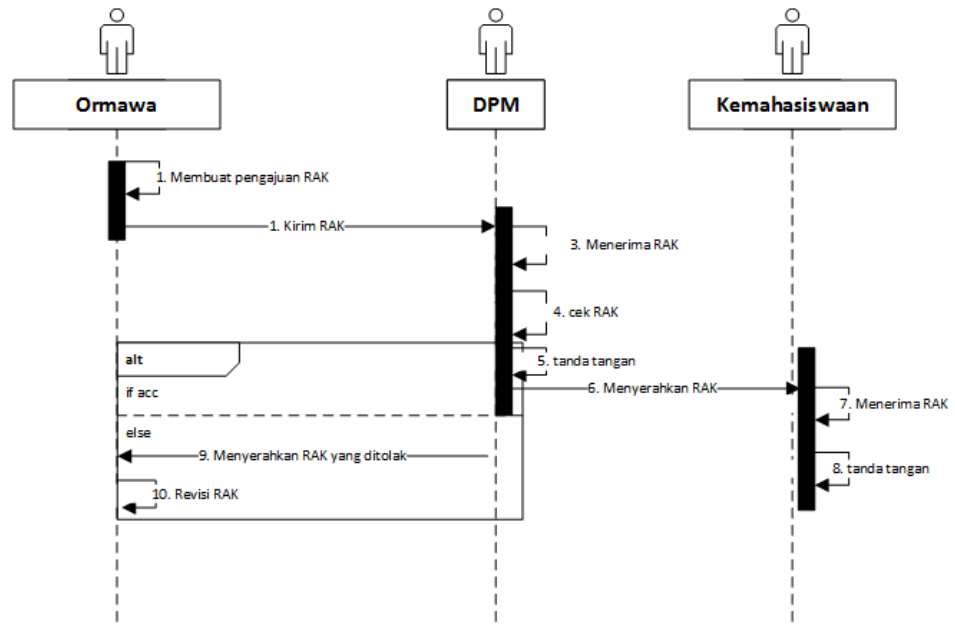 Ormawa
DPM
Kemahasiswaan
1. Membuat pengajuan RAK
1. Kirim RAK
3. Menerima RAK
4. cek RAK
alt
5. tanda tangan
if acc
6. Menyerahkan RAK
7. Menerima RAK
else
9. Menyerahkan RAK yang ditolak
8. tanda tangan
10. Revisi RAK